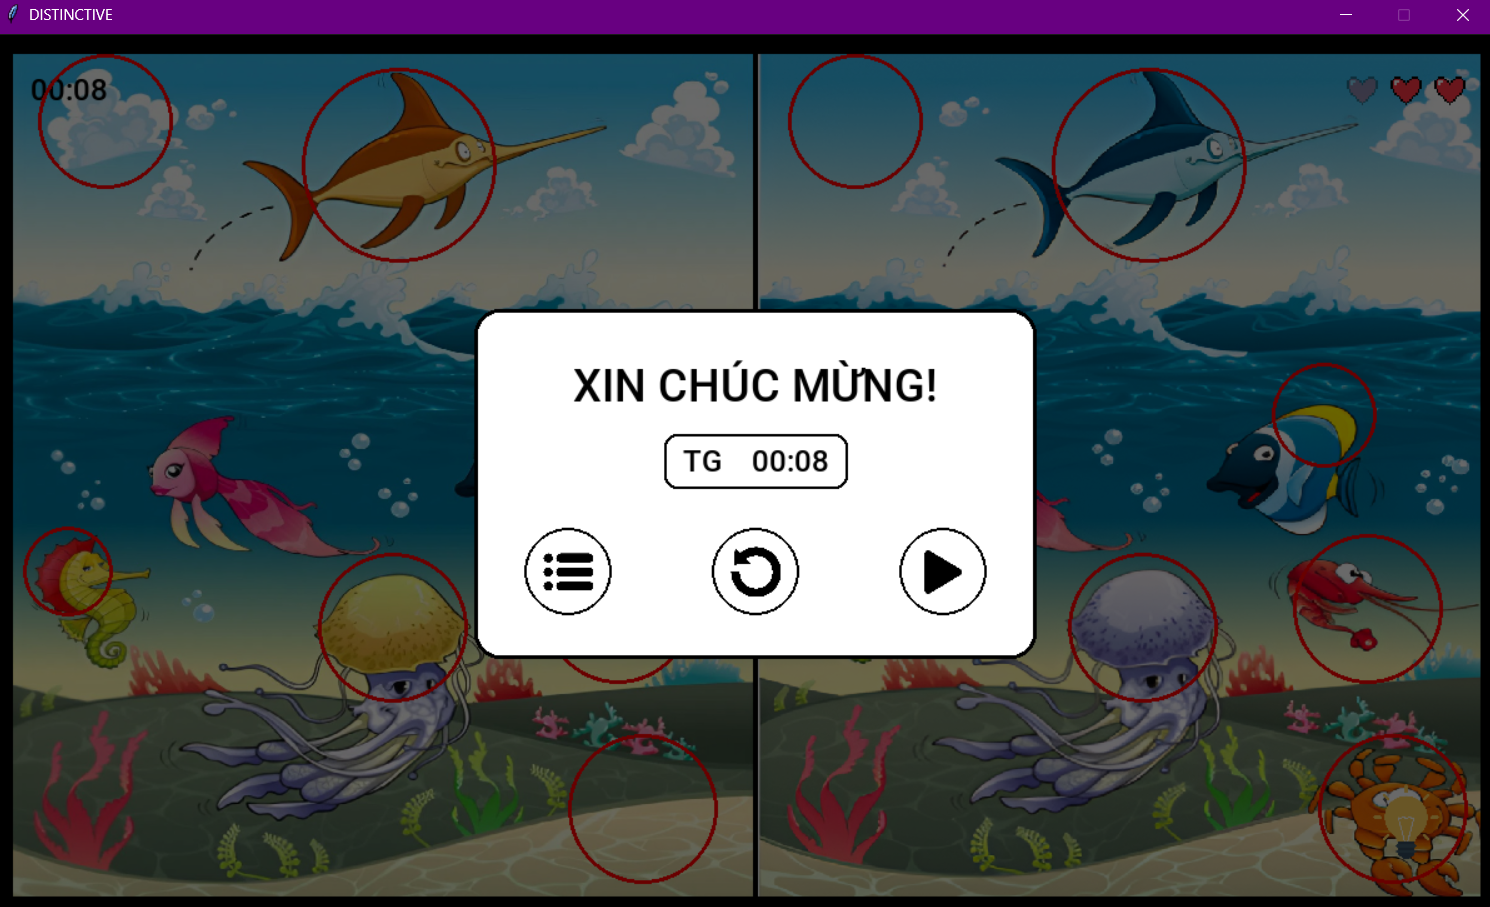 DISTINCTIVE
00:08
XIN CHÚC MỪNG!
TG 00:08